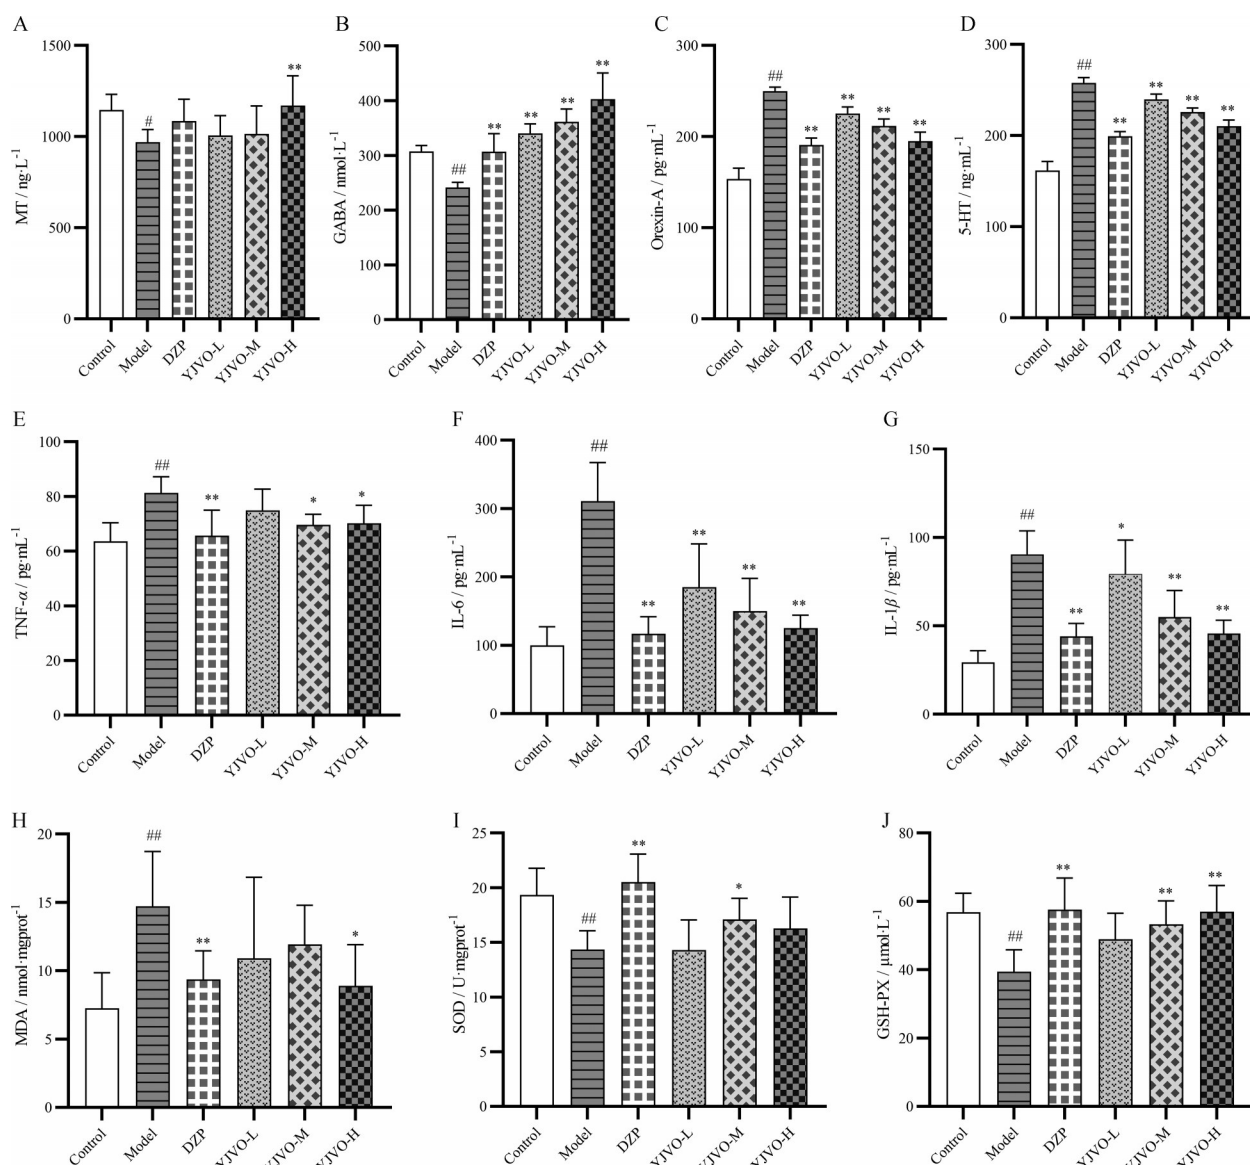 A
MT / ng·L⁻¹
1500
1000
500
0
#
**
Control
Model
DZP
YJVO-L
YJVO-M
YJVO-H
B
GABA / nmol·L⁻¹
500
400
300
200
100
0
##
**
**
**
**
Control
Model
DZP
YJVO-L
YJVO-M
YJVO-H
C
Orexin-A / pg·mL⁻¹
300
200
100
0
##
**
**
**
**
Control
Model
DZP
YJVO-L
YJVO-M
YJVO-H
D
5-HT / ng·mL⁻¹
300
200
100
0
##
**
**
**
**
Control
Model
DZP
YJVO-L
YJVO-M
YJVO-H
E
TNF-α / pg·mL⁻¹
100
80
60
40
20
0
##
**
*
*
Control
Model
DZP
YJVO-L
YJVO-M
YJVO-H
F
IL-6 / pg·mL⁻¹
400
300
200
100
0
##
**
**
**
**
Control
Model
DZP
YJVO-L
YJVO-M
YJVO-H
G
IL-1β / pg·mL⁻¹
150
100
50
0
##
**
*
**
**
Control
Model
DZP
YJVO-L
YJVO-M
YJVO-H
H
MDA / nmol·mgprot⁻¹
20
15
10
5
0
##
**
*
Control
Model
DZP
YJVO-L
YJVO-M
YJVO-H
I
SOD / U·mgprot⁻¹
25
20
15
10
5
0
##
**
*
Control
Model
DZP
YJVO-L
YJVO-M
YJVO-H
J
GSH-PX / μmol·L⁻¹
80
60
40
20
0
##
**
**
**
Control
Model
DZP
YJVO-L
YJVO-M
YJVO-H